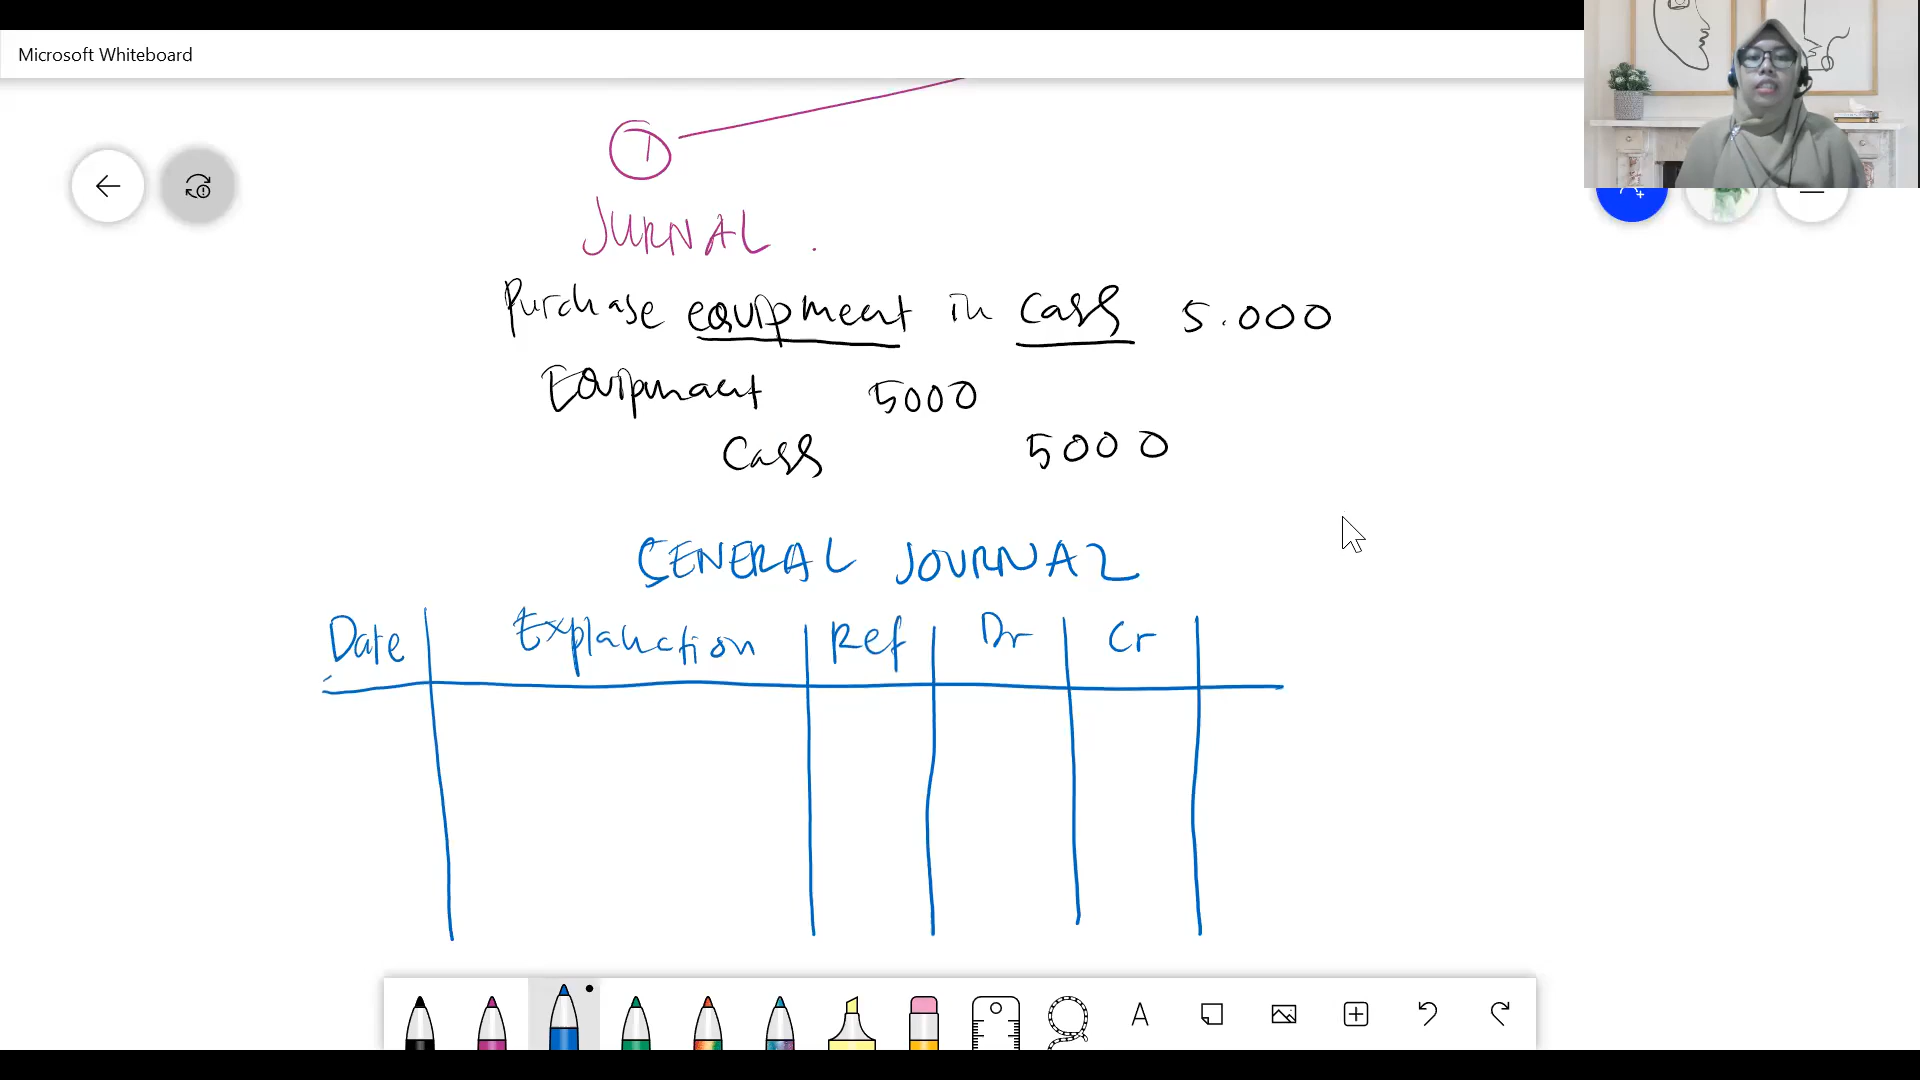 Microsoft Whiteboard
1
JURNAL.
Purchase equipment in cash 5.000
Equipment 5000
Cash 5000
GENERAL JOURNAL
Date Explanation Ref Dr Cr
A